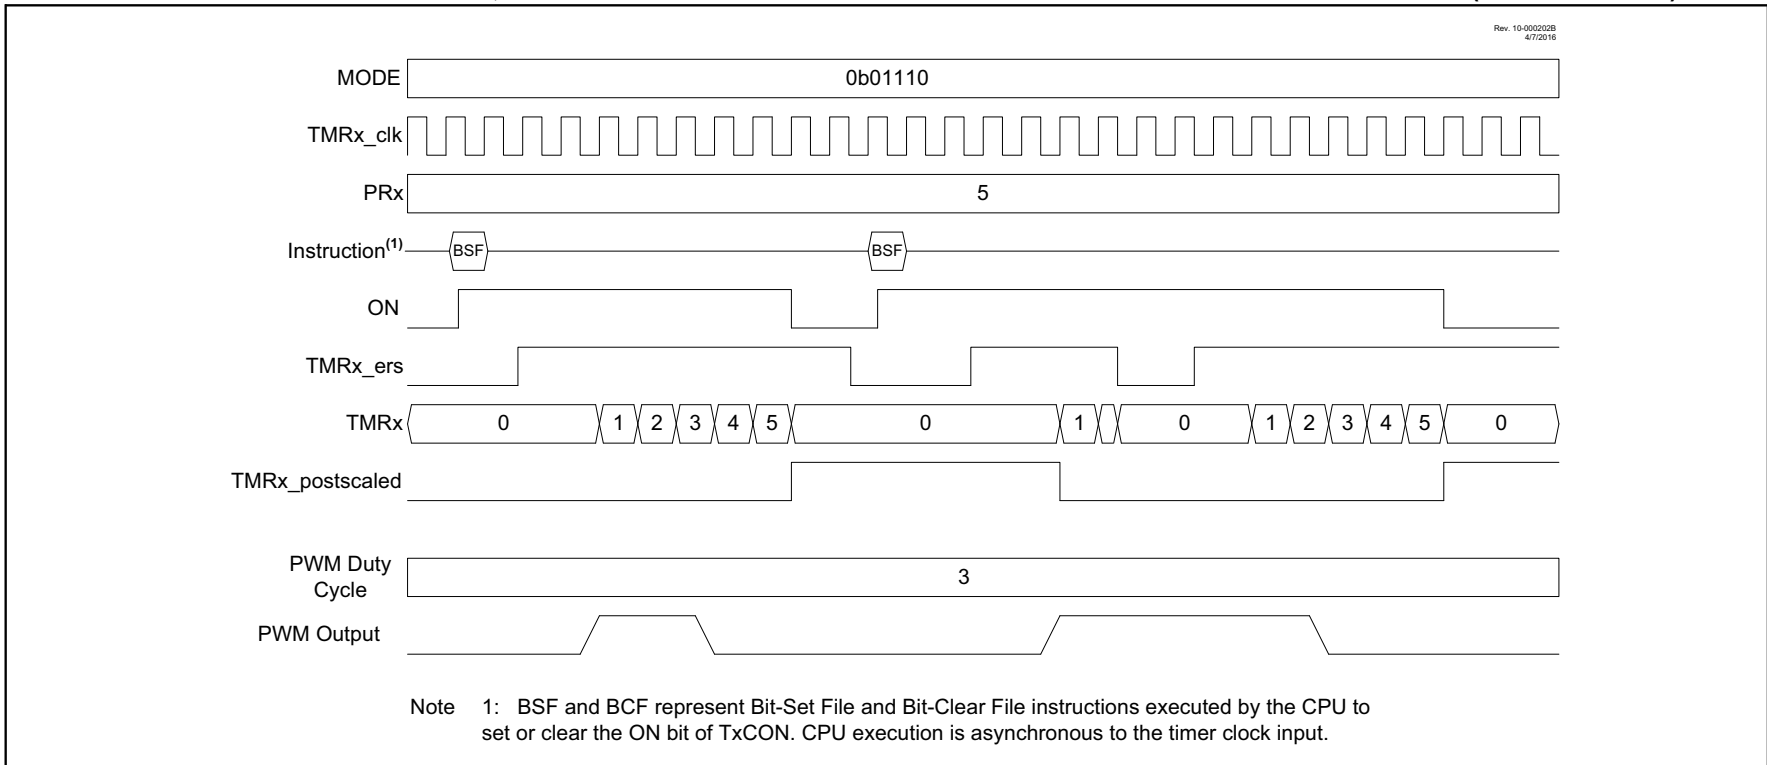 Rev. 10-000202B
4/7/2016
MODE 0b01110
TMRx_clk
PRx 5
Instruction(1) BSF BSF
ON
TMRx_ers
TMRx 0 1 2 3 4 5 0 1 0 1 2 3 4 5 0
TMRx_postscaled
PWM Duty
Cycle 3
PWM Output
Note 1: BSF and BCF represent Bit-Set File and Bit-Clear File instructions executed by the CPU to
set or clear the ON bit of TxCON. CPU execution is asynchronous to the timer clock input.